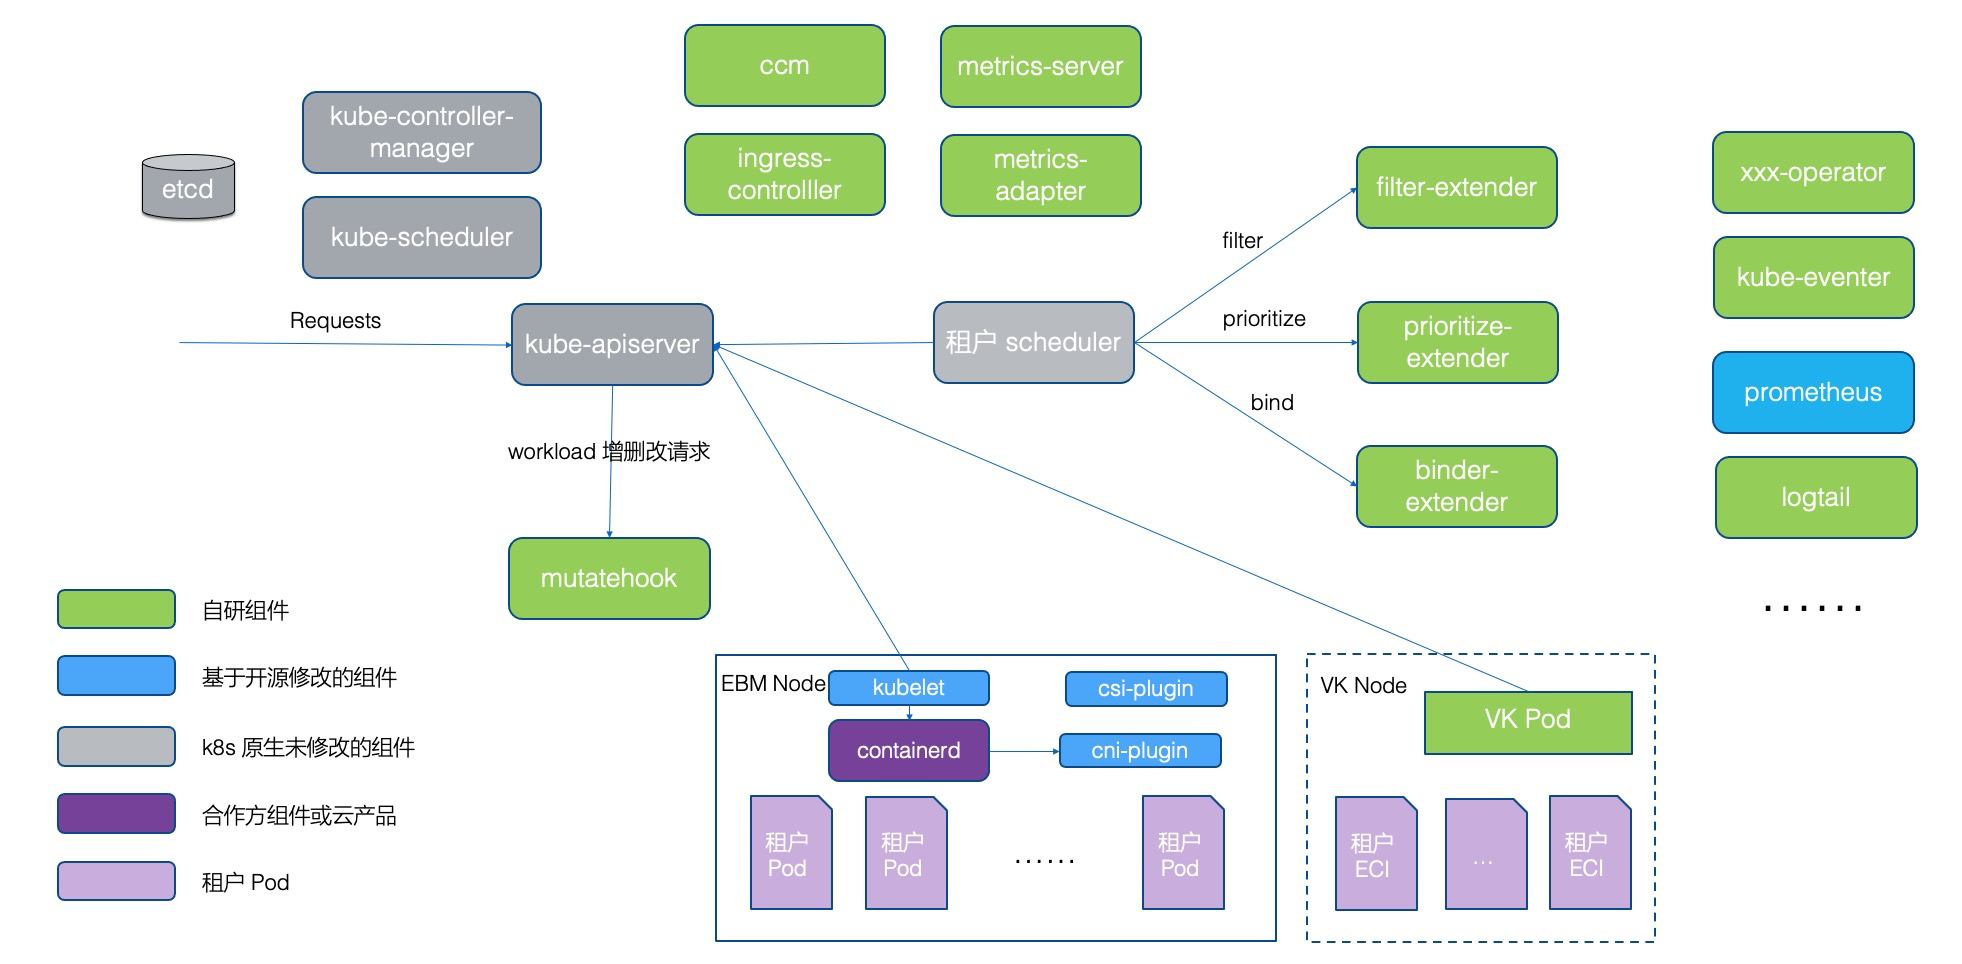 ccm
metrics-server
kube-controller-
manager
ingress-
controlller
metrics-
adapter
etcd
kube-scheduler
filter-extender
xxx-operator
filter
kube-eventer
Requests
kube-apiserver
租户 scheduler
prioritize
prioritize-
extender
prometheus
bind
workload 增删改请求
binder-
extender
logtail
mutatehook
......
自研组件
基于开源修改的组件
k8s 原生未修改的组件
合作方组件或云产品
租户 Pod
EBM Node
kubelet
csi-plugin
containerd
cni-plugin
租户
Pod
租户
Pod
......
租户
Pod
VK Node
VK Pod
租户
ECI
...
租户
ECI